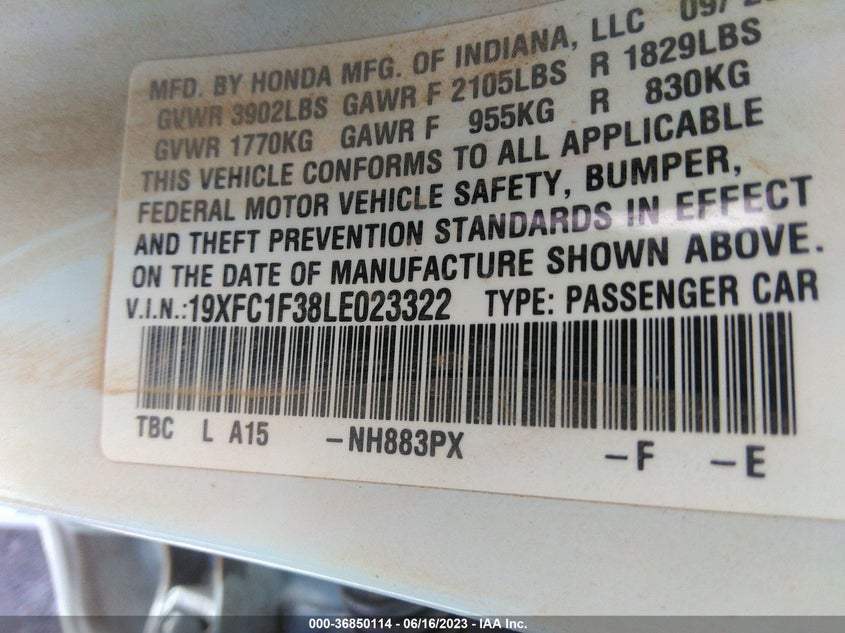 MFD. BY HONDA MFG. OF INDIANA, LLC 09/
GVWR 3902LBS GAWR F 2105LBS R 1829LBS
GVWR 1770KG GAWR F 955KG R 830KG
THIS VEHICLE CONFORMS TO ALL APPLICABLE
FEDERAL MOTOR VEHICLE SAFETY, BUMPER,
AND THEFT PREVENTION STANDARDS IN EFFECT
ON THE DATE OF MANUFACTURE SHOWN ABOVE.
V.I.N.:19XFC1F38LE023322 TYPE: PASSENGER CAR
TBC L A15 -NH883PX -F -E
000-36850114 - 06/16/2023 - IAA Inc.